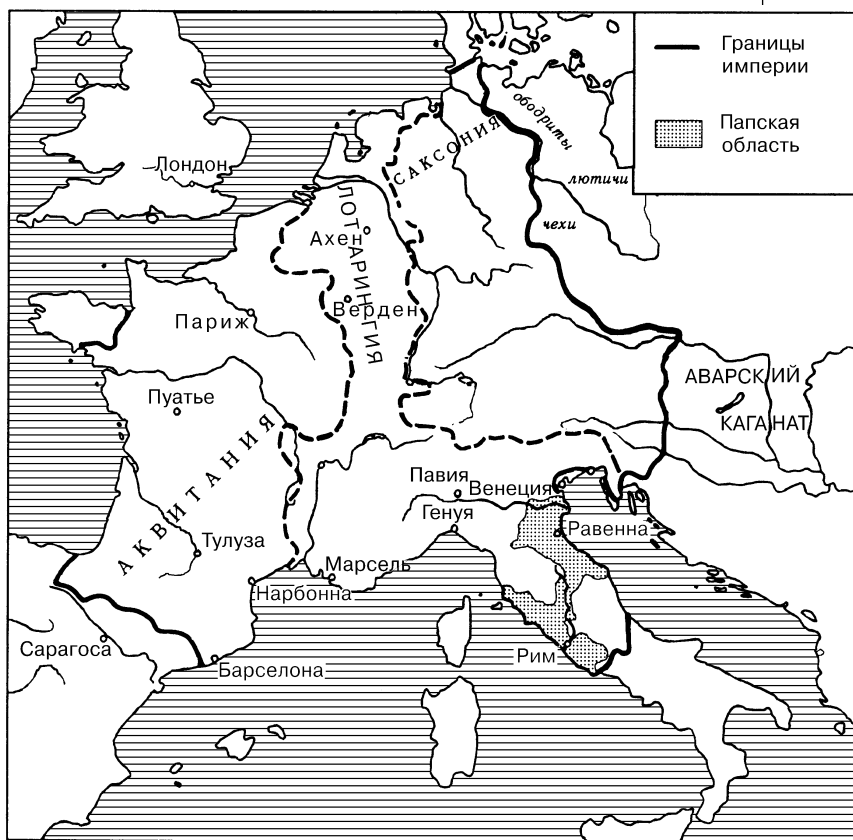 Границы
империи
Папская
область
ободриты
САКСОНИЯ
Лондон
лютичи
ЛОТАРИНГИЯ
чехи
Ахен
Верден
Париж
АВАРСКИЙ
КАГАНАТ
Пуатье
АКВИТАНИЯ
Павия
Венеция
Генуя
Равенна
Тулуза
Марсель
Нарбонна
Сарагоса
Рим
Барселона